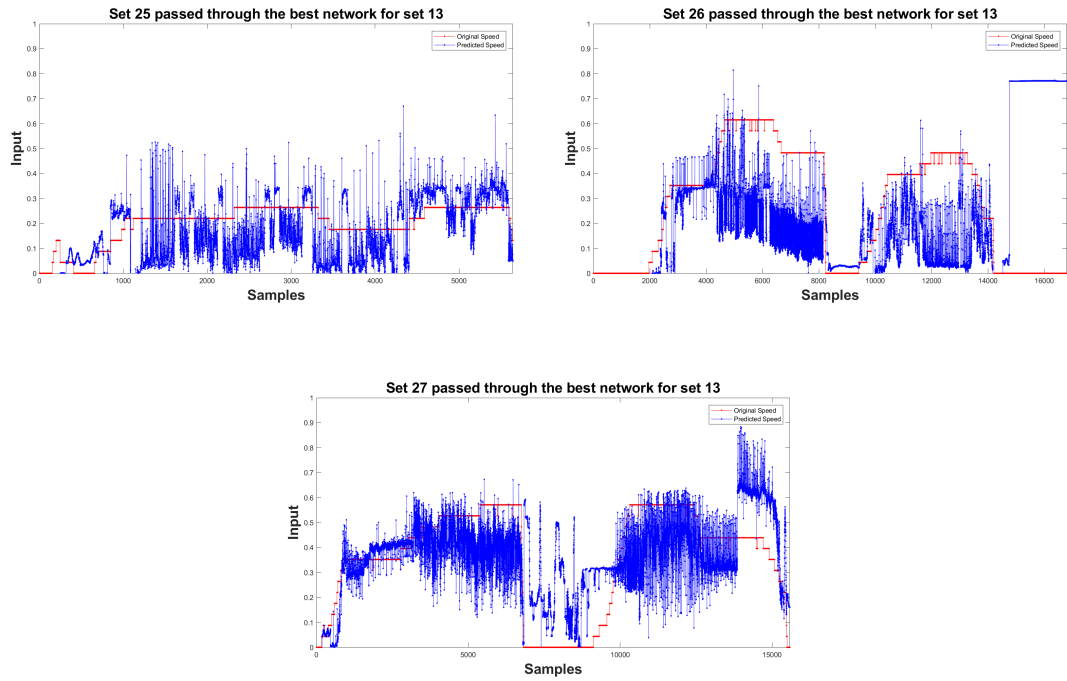 Set 25 passed through the best network for set 13
Original Speed
Predicted Speed
1
0.9
0.8
0.7
0.6
0.5
0.4
0.3
0.2
0.1
0
Input
0 1000 2000 3000 4000 5000
Samples
Set 26 passed through the best network for set 13
Original Speed
Predicted Speed
1
0.9
0.8
0.7
0.6
0.5
0.4
0.3
0.2
0.1
0
Input
0 2000 4000 6000 8000 10000 12000 14000 16000
Samples
Set 27 passed through the best network for set 13
Original Speed
Predicted Speed
1
0.9
0.8
0.7
0.6
0.5
0.4
0.3
0.2
0.1
0
Input
0 5000 10000 15000
Samples